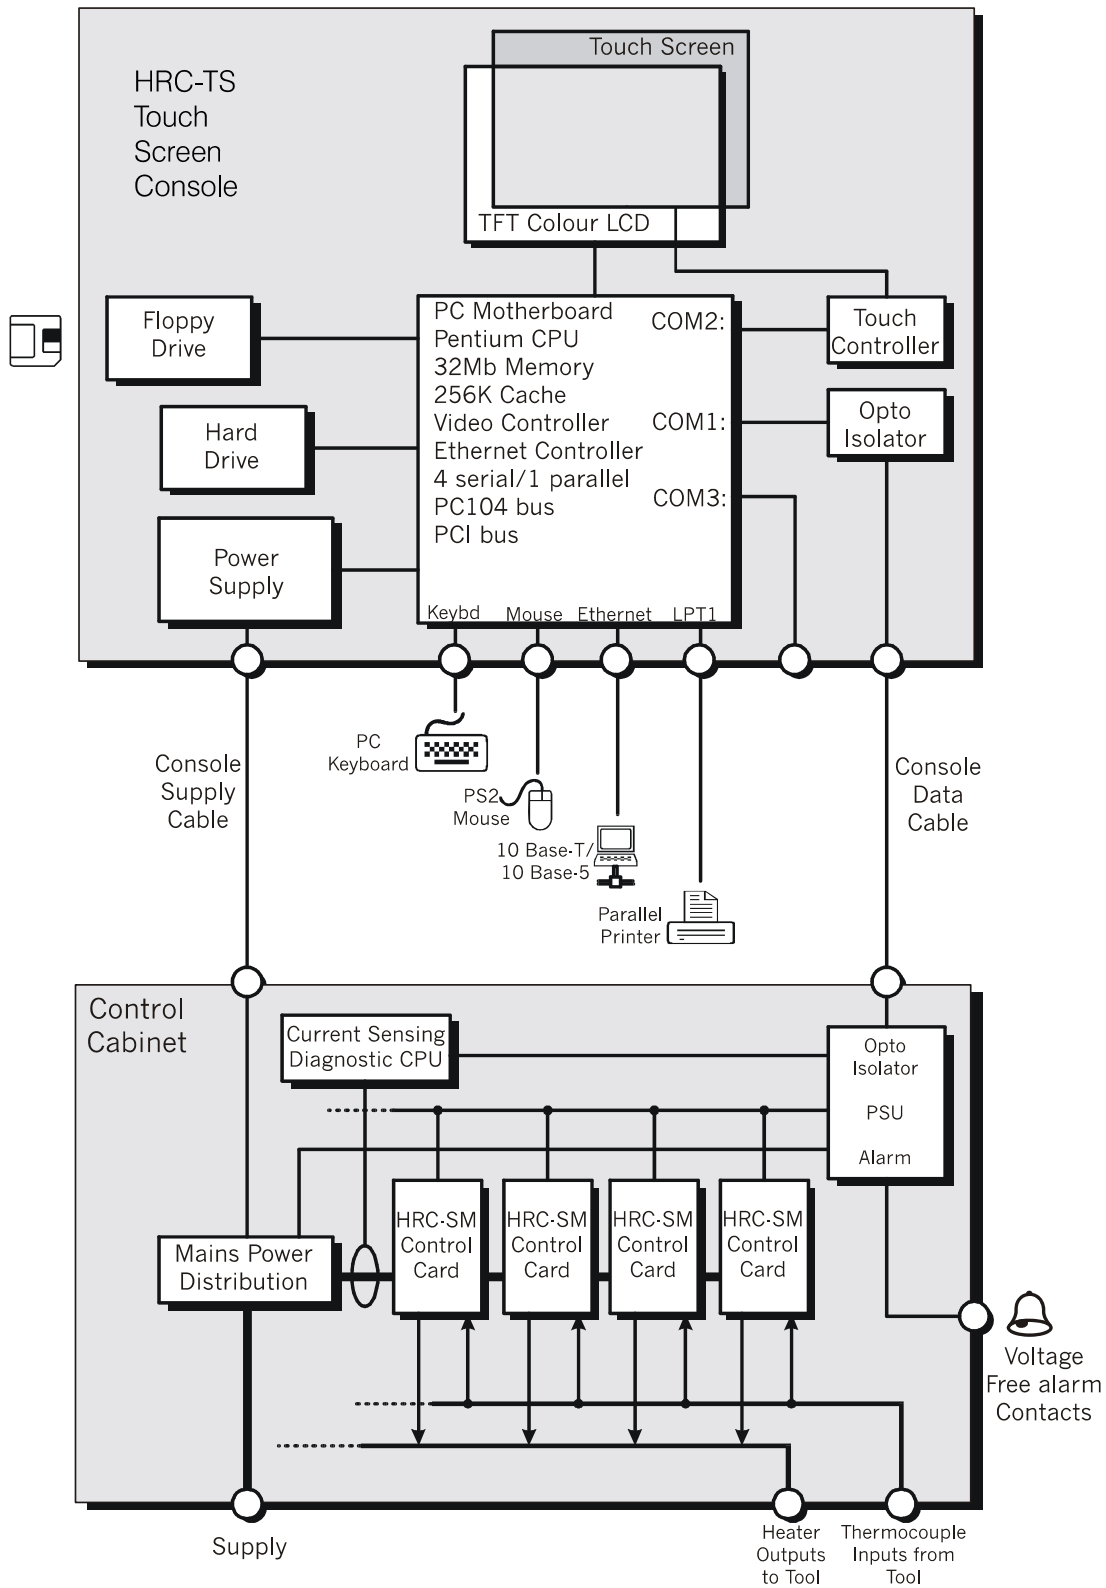 HRC-TS
Touch
Screen
Console
Touch Screen
TFT Colour LCD
Floppy
Drive
Hard
Drive
Power
Supply
PC Motherboard
Pentium CPU
32Mb Memory
256K Cache
Video Controller
Ethernet Controller
4 serial/1 parallel
PC104 bus
PCI bus
COM2:
COM1:
COM3:
Keybd
Mouse
Ethernet
LPT1
Touch
Controller
Opto
Isolator
Console
Supply
Cable
PC
Keyboard
PS2
Mouse
10 Base-T/
10 Base-5
Parallel
Printer
Console
Data
Cable
Control
Cabinet
Current Sensing
Diagnostic CPU
Opto
Isolator
PSU
Alarm
HRC-SM
Control
Card
HRC-SM
Control
Card
HRC-SM
Control
Card
HRC-SM
Control
Card
Mains Power
Distribution
Voltage
Free alarm
Contacts
Supply
Heater
Outputs
to Tool
Thermocouple
Inputs from
Tool